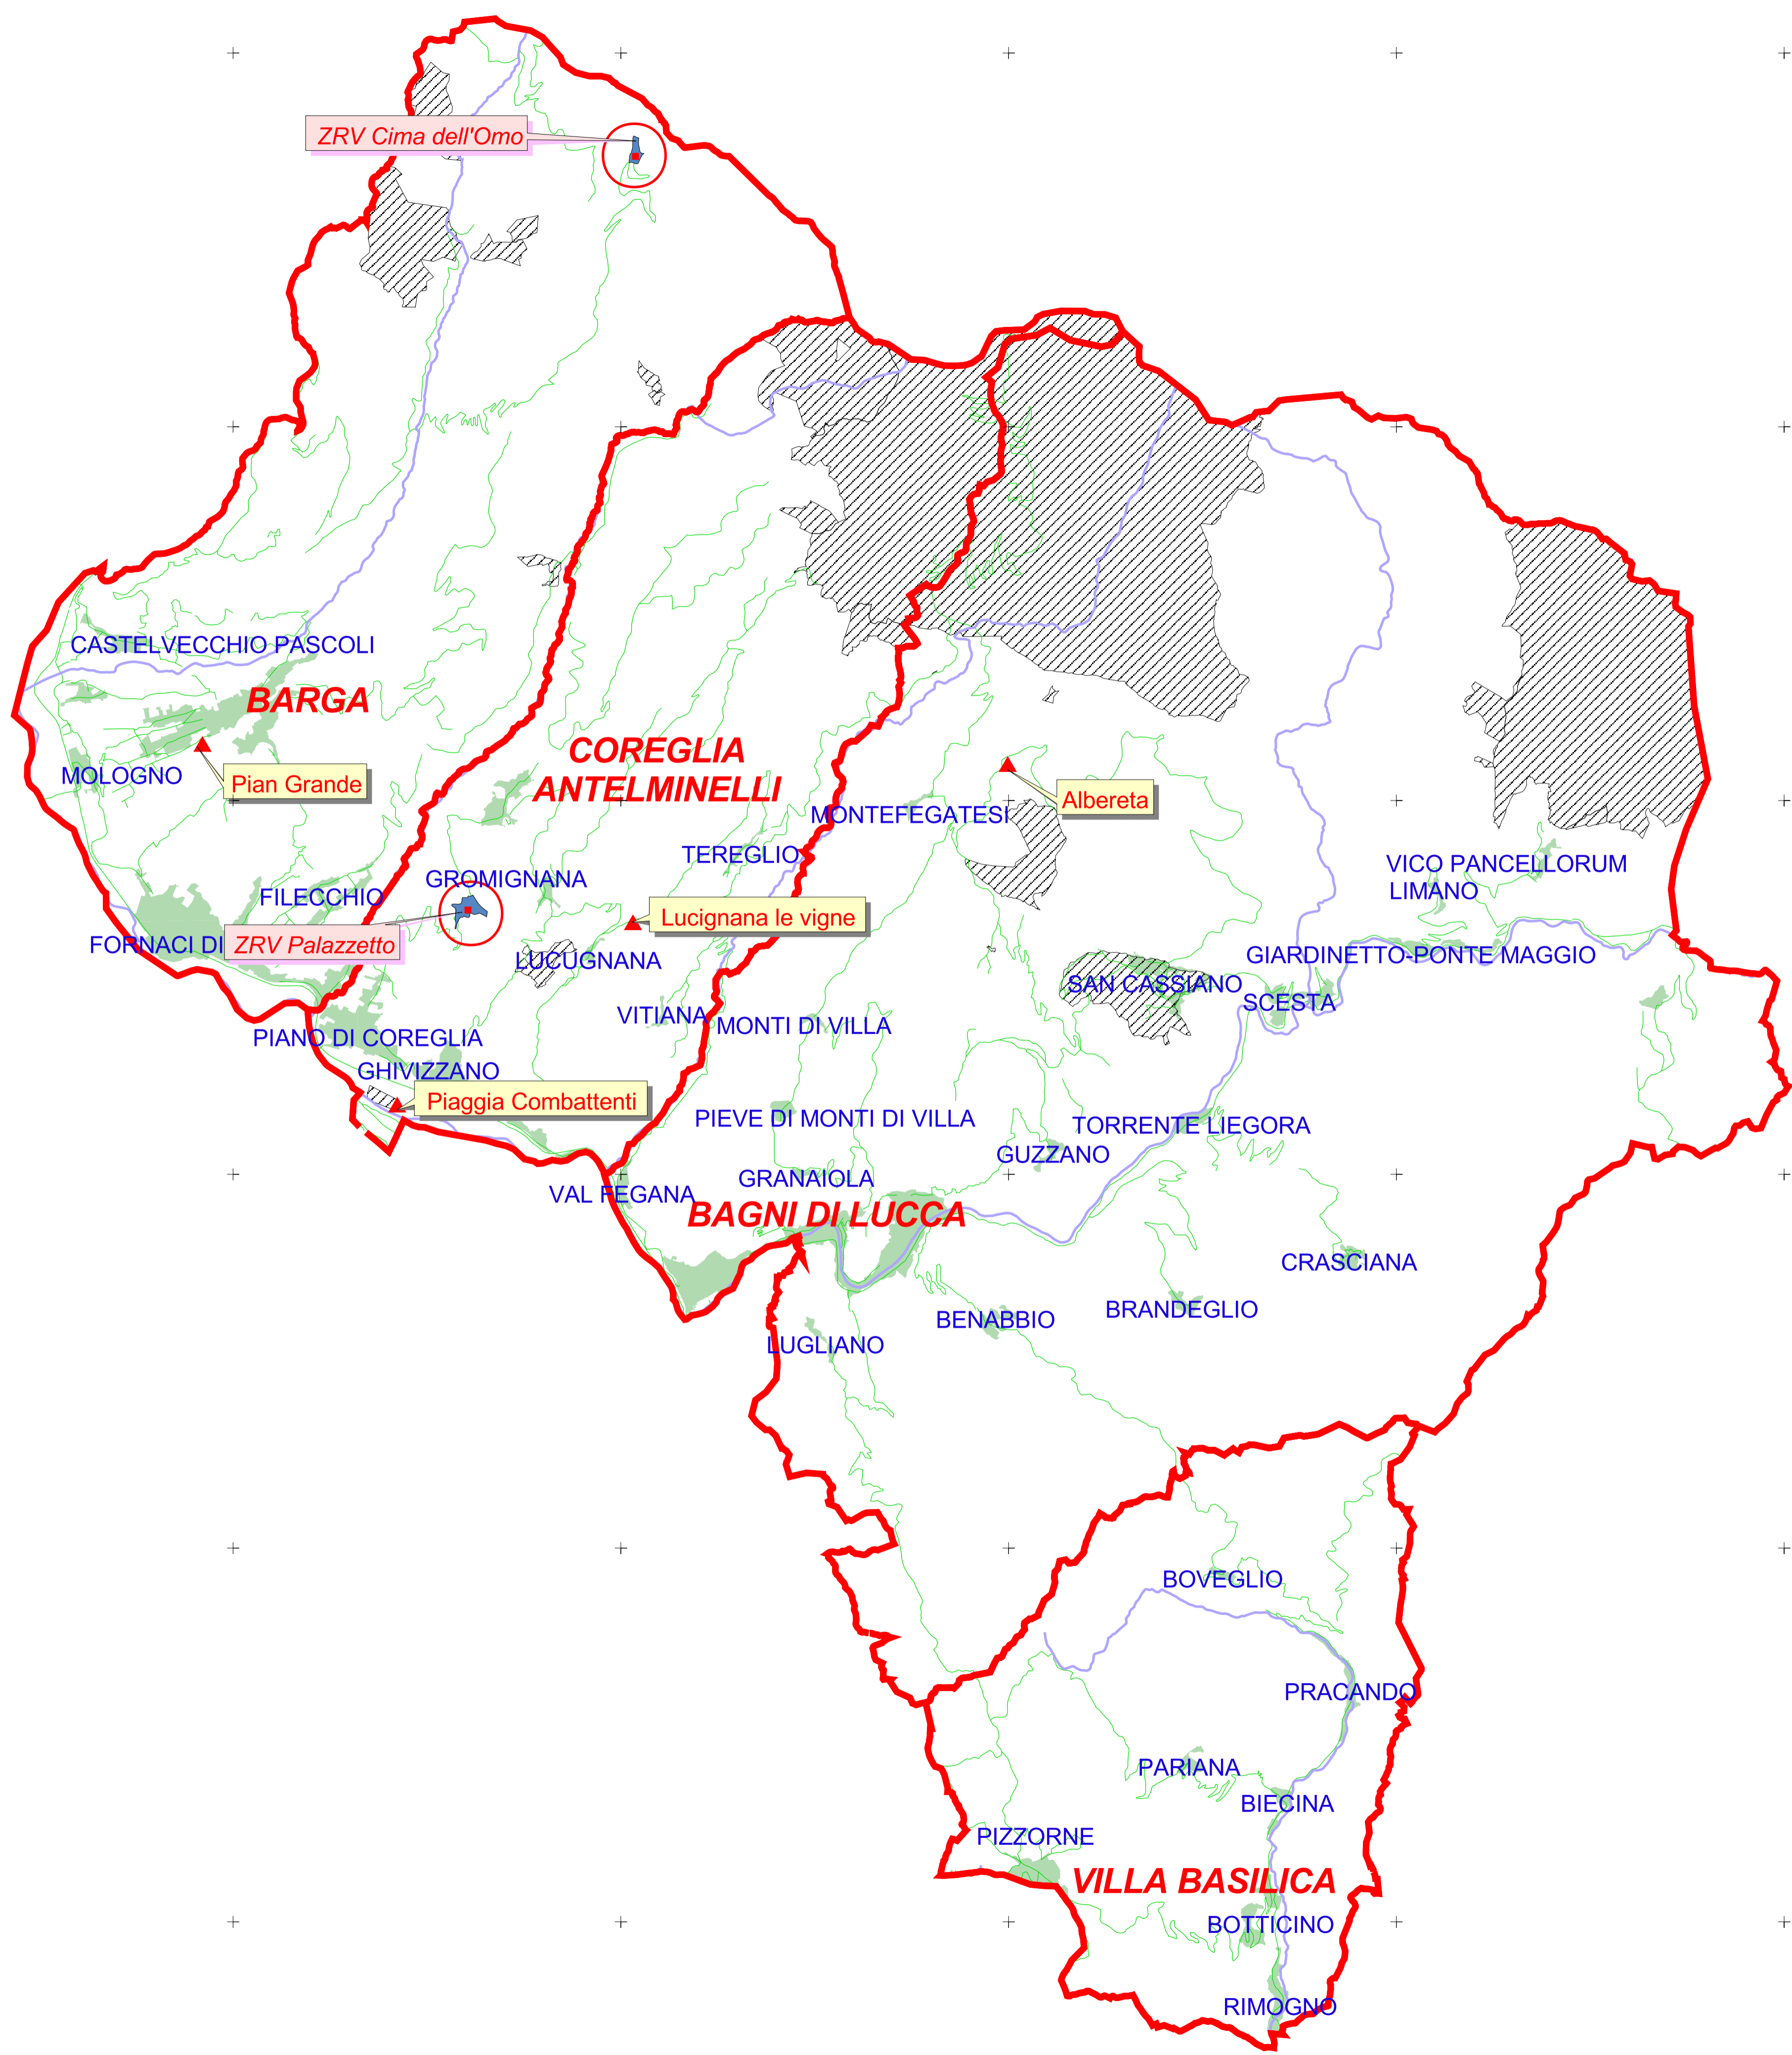 ZRV Cima dell'Omo
CASTELVECCHIO PASCOLI
BARGA
COREGLIA
ANTELMINELLI
MOLOGNO
Pian Grande
Albereta
MONTEFEGATESI
TEREGLIO
VICO PANCELLORUM
LIMANO
GROMIGNANA
FILECCHIO
Lucignana le vigne
FORNACI DI
ZRV Palazzetto
LUCUGNANA
GIARDINETTO-PONTE MAGGIO
SAN CASSIANO
SCESTA
VITIANA
MONTI DI VILLA
PIANO DI COREGLIA
GHIVIZZANO
Piaggia Combattenti
PIEVE DI MONTI DI VILLA
TORRENTE LIEGORA
GUZZANO
GRANAIOLA
VAL FEGANA
BAGNI DI LUCCA
CRASCIANA
BRANDEGLIO
BENABBIO
LUGLIANO
BOVEGLIO
PRACANDO
PARIANA
BIECINA
PIZZORNE
VILLA BASILICA
BOTTICINO
RIMOGNO